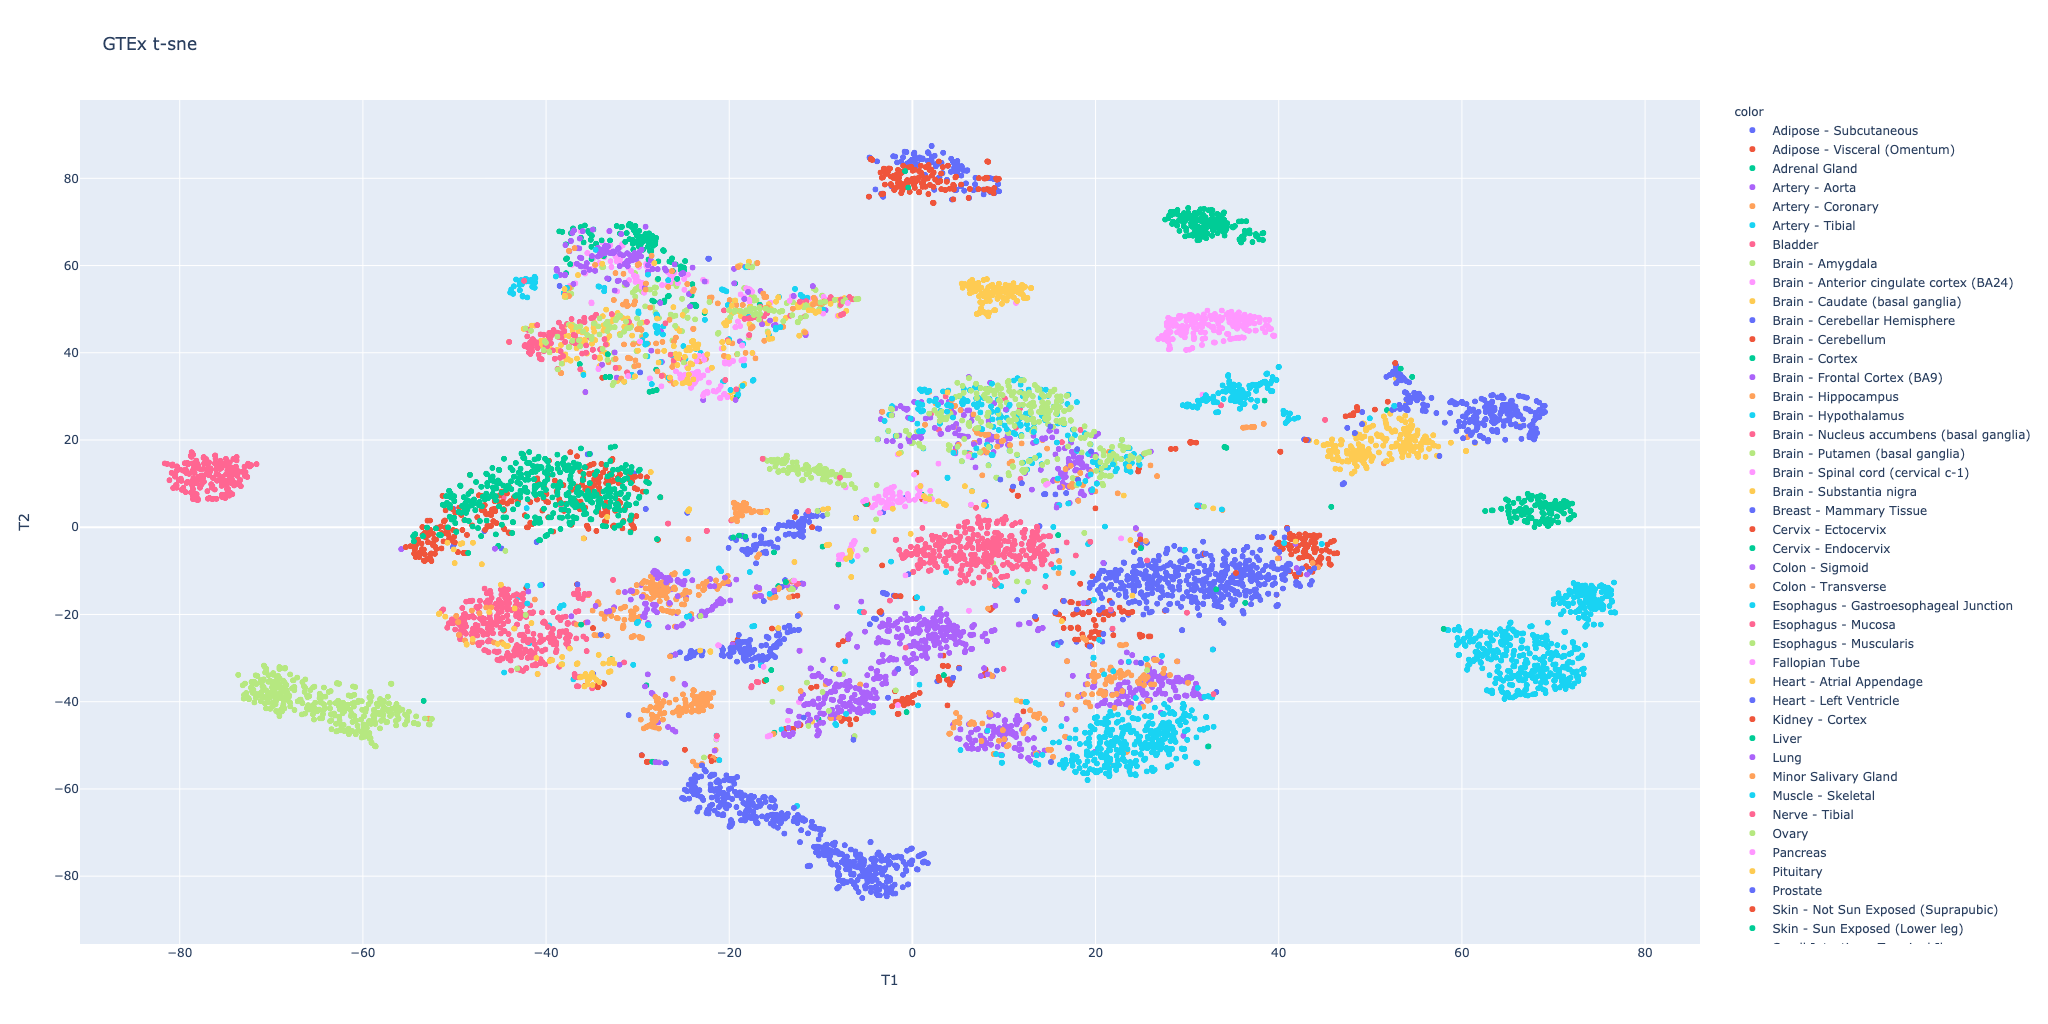 GTEx t-sne
color
Adipose - Subcutaneous
Adipose - Visceral (Omentum)
Adrenal Gland
Artery - Aorta
Artery - Coronary
Artery - Tibial
Bladder
Brain - Amygdala
Brain - Anterior cingulate cortex (BA24)
Brain - Caudate (basal ganglia)
Brain - Cerebellar Hemisphere
Brain - Cerebellum
Brain - Cortex
Brain - Frontal Cortex (BA9)
Brain - Hippocampus
Brain - Hypothalamus
Brain - Nucleus accumbens (basal ganglia)
Brain - Putamen (basal ganglia)
Brain - Spinal cord (cervical c-1)
Brain - Substantia nigra
Breast - Mammary Tissue
Cervix - Ectocervix
Cervix - Endocervix
Colon - Sigmoid
Colon - Transverse
Esophagus - Gastroesophageal Junction
Esophagus - Mucosa
Esophagus - Muscularis
Fallopian Tube
Heart - Atrial Appendage
Heart - Left Ventricle
Kidney - Cortex
Liver
Lung
Minor Salivary Gland
Muscle - Skeletal
Nerve - Tibial
Ovary
Pancreas
Pituitary
Prostate
Skin - Not Sun Exposed (Suprapubic)
Skin - Sun Exposed (Lower leg)
80
60
40
20
0
−20
−40
−60
−80
T2
−80
−60
−40
−20
0
20
40
60
80
T1